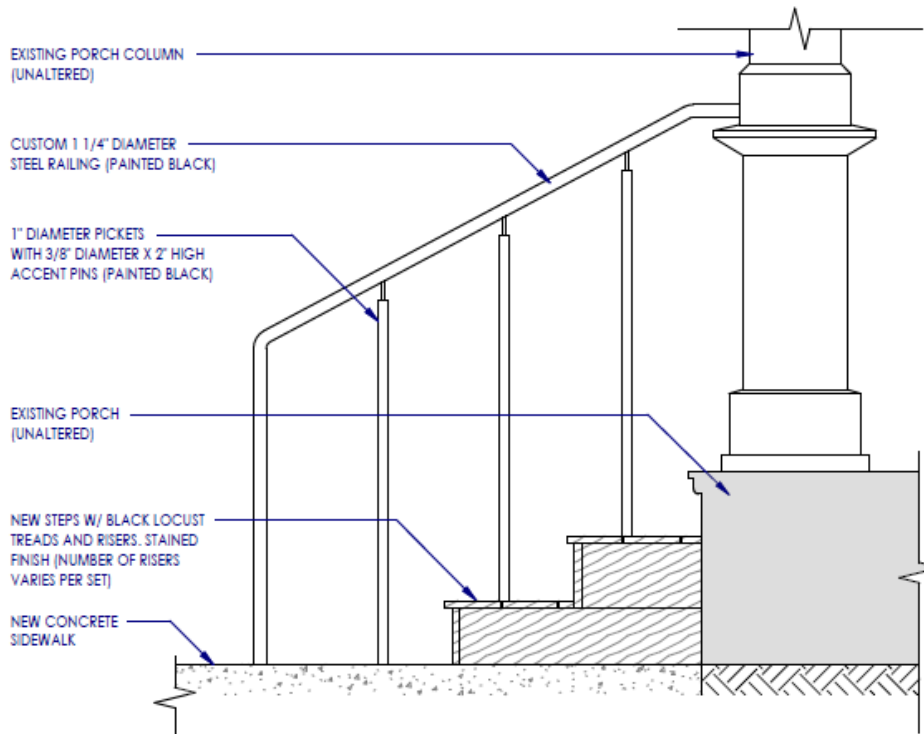 EXISTING PORCH COLUMN
(UNALTERED)
CUSTOM 1 1/4" DIAMETER
STEEL RAILING (PAINTED BLACK)
1" DIAMETER PICKETS
WITH 3/8" DIAMETER X 2" HIGH
ACCENT PINS (PAINTED BLACK)
EXISTING PORCH
(UNALTERED)
NEW STEPS W/ BLACK LOCUST
TREADS AND RISERS. STAINED
FINISH (NUMBER OF RISERS
VARIES PER SET)
NEW CONCRETE
SIDEWALK